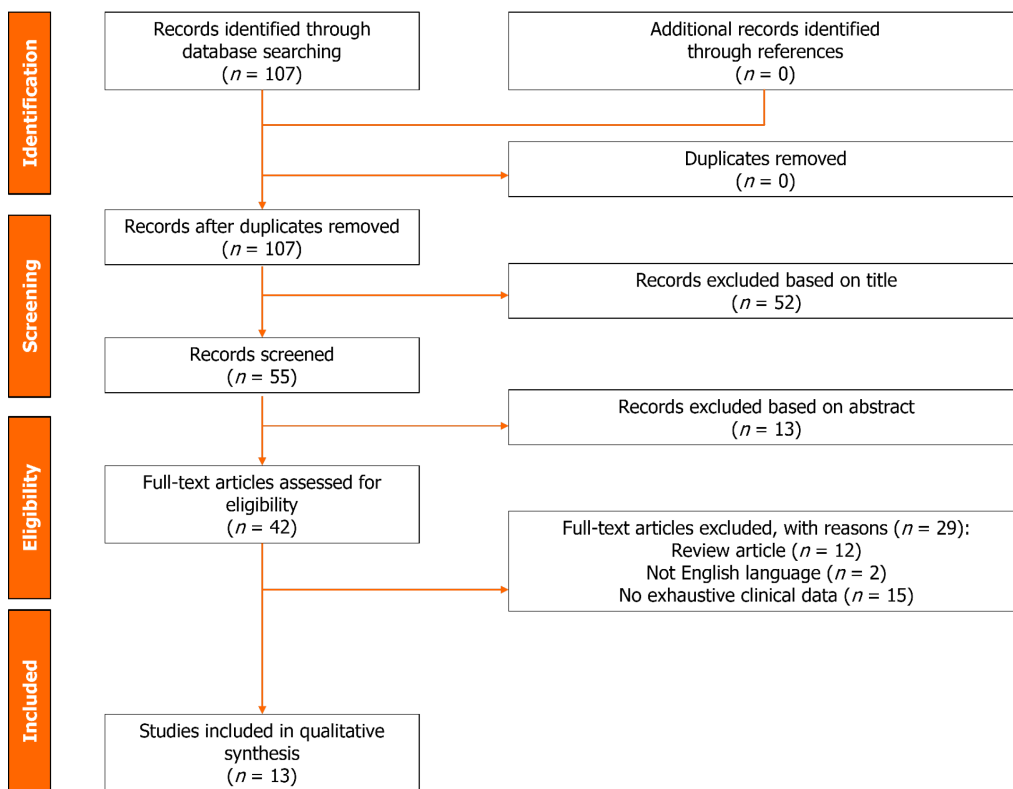 Identification
Records identified through
database searching
(n = 107)
Additional records identified
through references
(n = 0)
Duplicates removed
(n = 0)
Screening
Records after duplicates removed
(n = 107)
Records excluded based on title
(n = 52)
Records screened
(n = 55)
Eligibility
Records excluded based on abstract
(n = 13)
Full-text articles assessed for
eligibility
(n = 42)
Full-text articles excluded, with reasons (n = 29):
Review article (n = 12)
Not English language (n = 2)
No exhaustive clinical data (n = 15)
Included
Studies included in qualitative
synthesis
(n = 13)